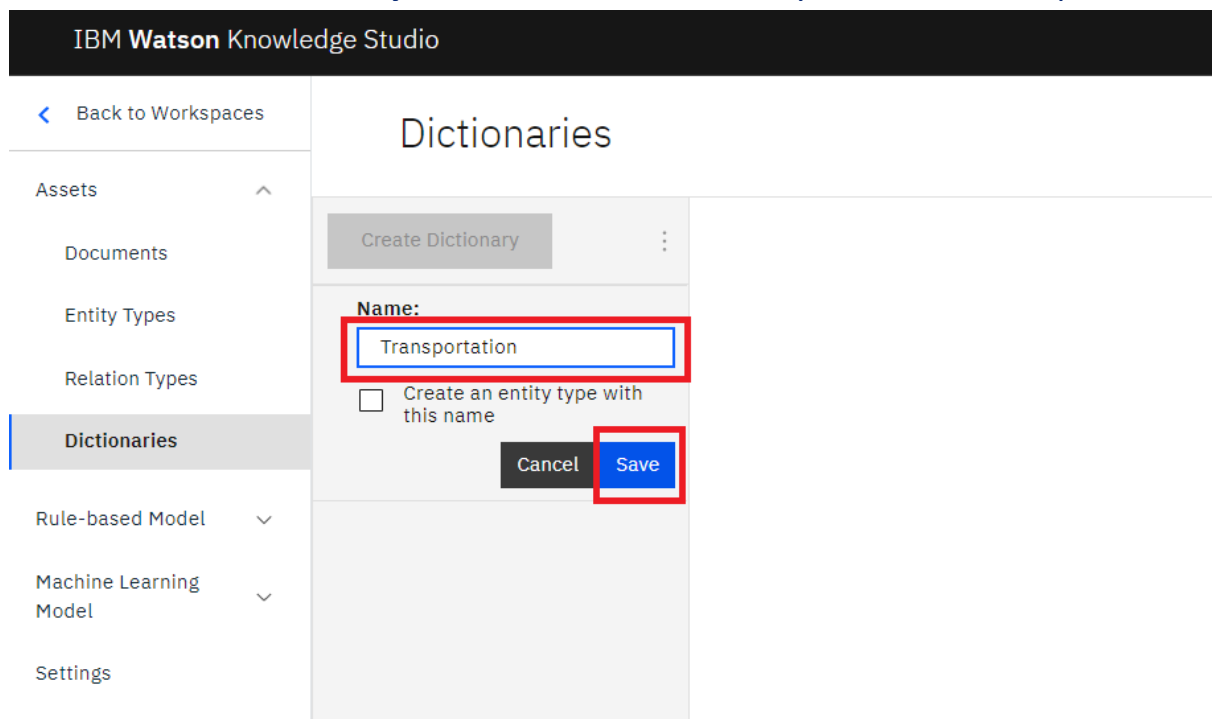 IBM Watson Knowledge Studio
Back to Workspaces
Dictionaries
Assets
Documents
Entity Types
Relation Types
Dictionaries
Rule-based Model
Machine Learning
Model
Settings
Create Dictionary
Name:
Transportation
Create an entity type with
this name
Cancel Save